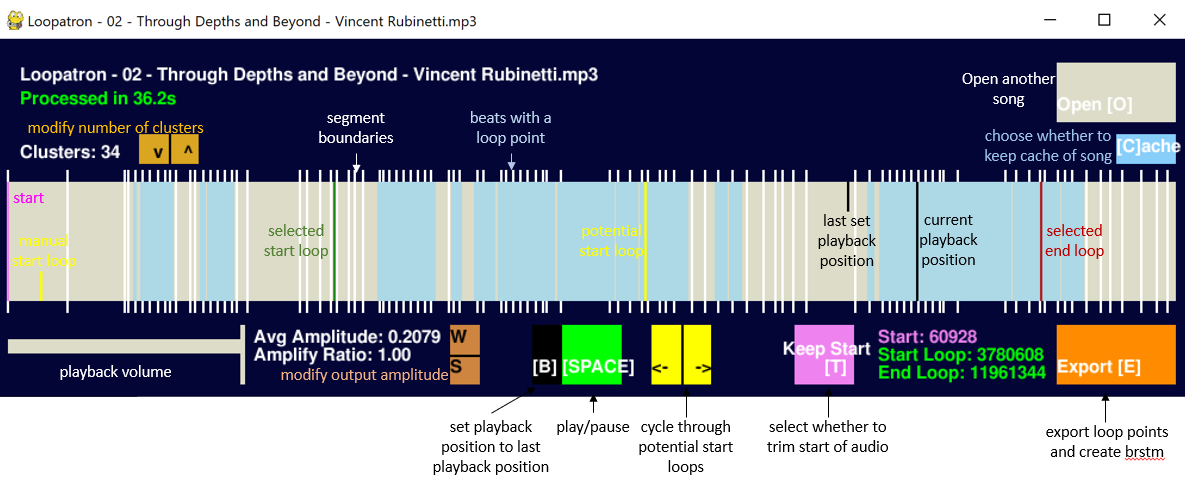 Loopatron - 02 - Through Depths and Beyond - Vincent Rubinetti.mp3
Loopatron - 02 - Through Depths and Beyond - Vincent Rubinetti.mp3
Processed in 36.2s
Open another
song
Open [O]
modify number of clusters
Clusters: 34
v
^
segment
boundaries
beats with a
loop point
choose whether to
keep cache of song
[C]ache
start
manual
start loop
selected
start loop
potential
start loop
last set
playback
position
current
playback
position
selected
end loop
playback volume
Avg Amplitude: 0.2079
Amplify Ratio: 1.00
modify output amplitude
W
S
[B]
[SPACE]
<-
->
Keep Start
[T]
Start: 60928
Start Loop: 3780608
End Loop: 11961344
Export [E]
set playback
position to last
playback position
play/pause
cycle through
potential start
loops
select whether to
trim start of audio
export loop points
and create brstm